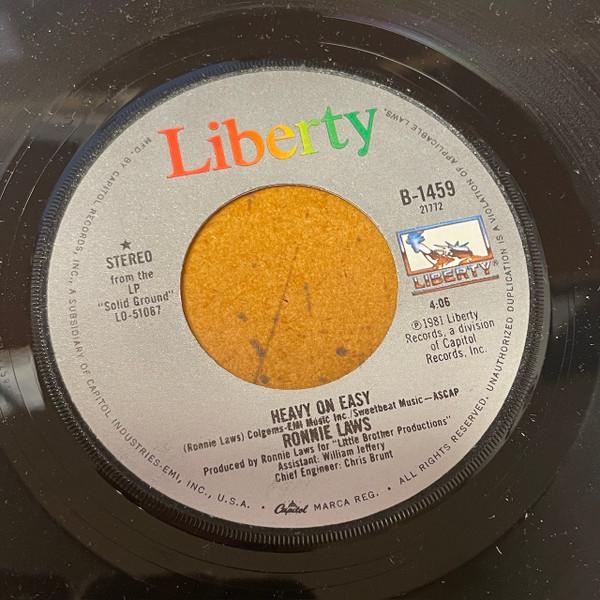 Liberty
B-1459
21772
★
STEREO
from the
LP
"Solid Ground"
LO-51087
LIBERTY®
4:06
℗1981 Liberty
Records, a division
of Capitol
Records, Inc.
HEAVY ON EASY
(Ronnie Laws) Colgems-EMI Music Inc./Sweetbeat Music—ASCAP
RONNIE LAWS
Produced by Ronnie Laws for "Little Brother Productions"
Assistant: William Jeffery
Chief Engineer: Chris Brunt
MFD. BY CAPITOL RECORDS, INC., A SUBSIDIARY OF CAPITOL INDUSTRIES-EMI, INC., U.S.A. • Capitol MARCA REG. • ALL RIGHTS RESERVED. UNAUTHORIZED DUPLICATION IS A VIOLATION OF APPLICABLE LAWS.